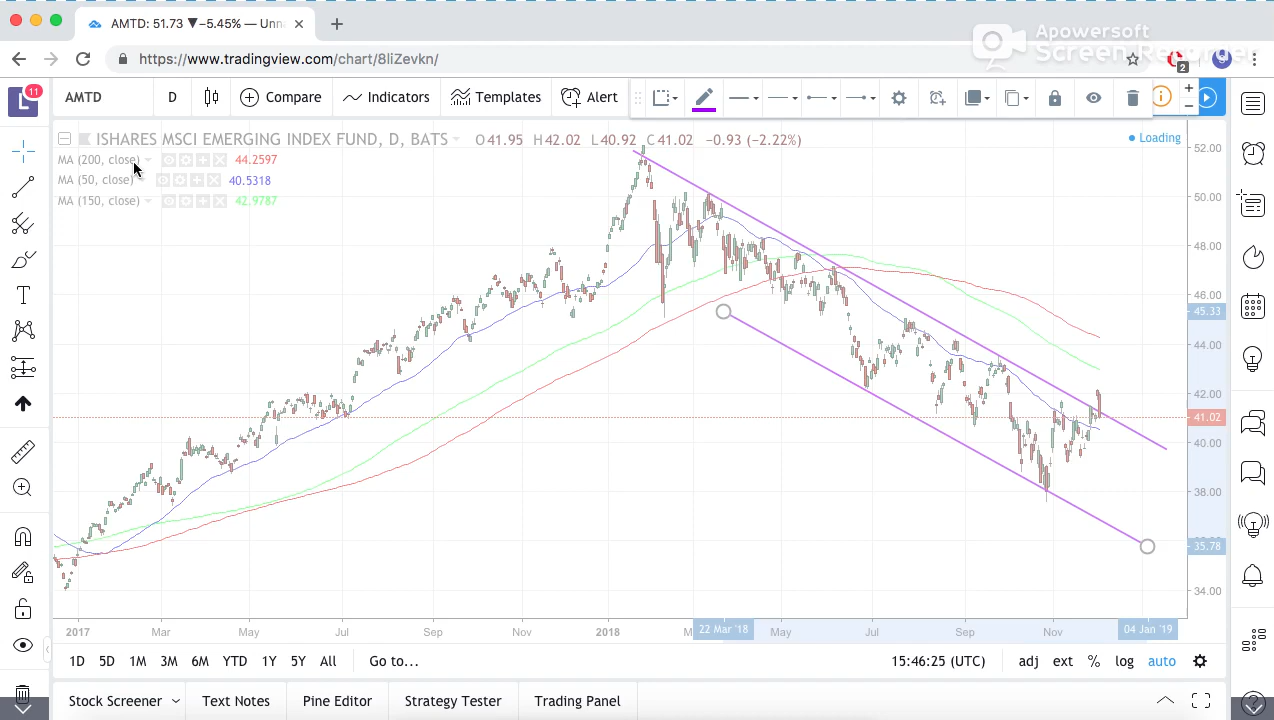 AMTD: 51.73 ▼−5.45% — Unn
Apowersoft
Screen Recorder
https://www.tradingview.com/chart/8liZevkn/
2
11
L
AMTD D Compare Indicators Templates Alert
ISHARES MSCI EMERGING INDEX FUND, D, BATS O41.95 H42.02 L40.92 C41.02 −0.93 (−2.22%)
Loading
MA (200, close) 44.2597
MA (50, close) 40.5318
MA (150, close) 42.9787
52.00
50.00
48.00
46.00
45.33
44.00
42.00
41.02
40.00
38.00
35.78
34.00
2017 Mar May Jul Sep Nov 2018 M 22 Mar '18 May Jul Sep Nov 04 Jan '19
1D 5D 1M 3M 6M YTD 1Y 5Y All Go to... 15:46:25 (UTC) adj ext % log auto
Stock Screener Text Notes Pine Editor Strategy Tester Trading Panel